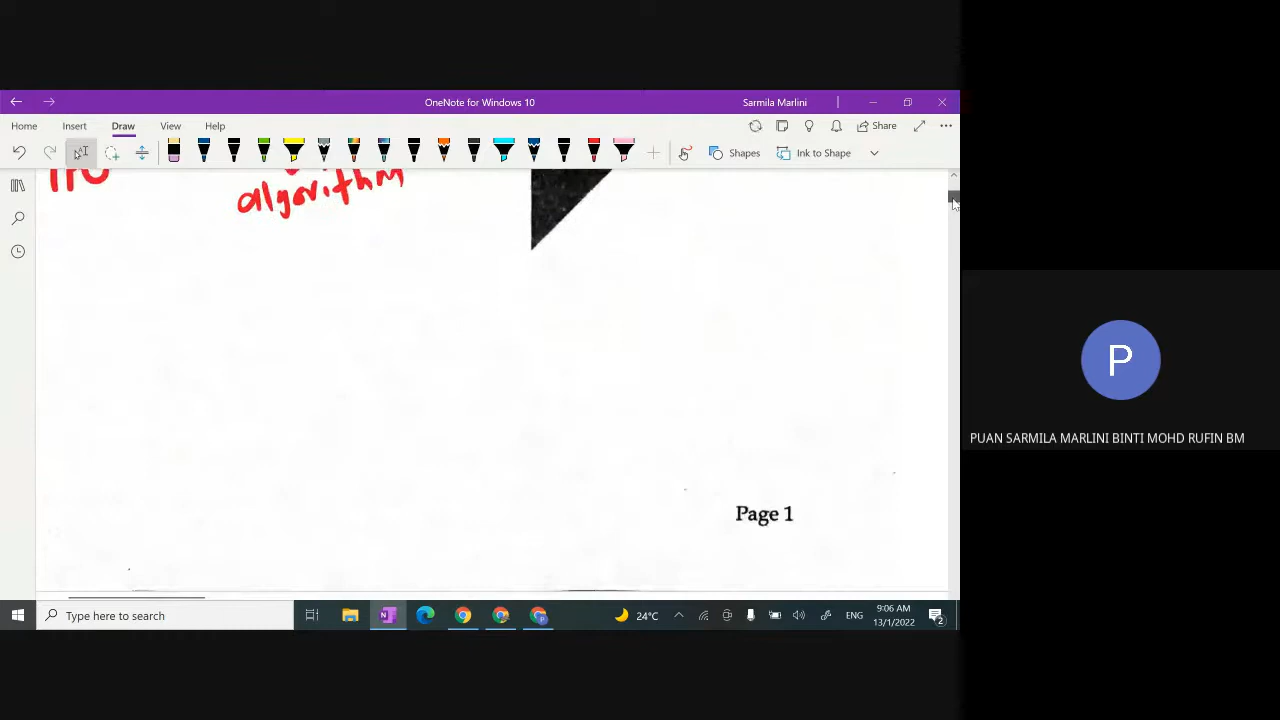 OneNote for Windows 10
Sarmila Marlini
Home
Insert
Draw
View
Help
Share
Shapes
Ink to Shape
algorithm
Page 1
P
PUAN SARMILA MARLINI BINTI MOHD RUFIN BM
Type here to search
24°C
ENG
9:06 AM
13/1/2022
2